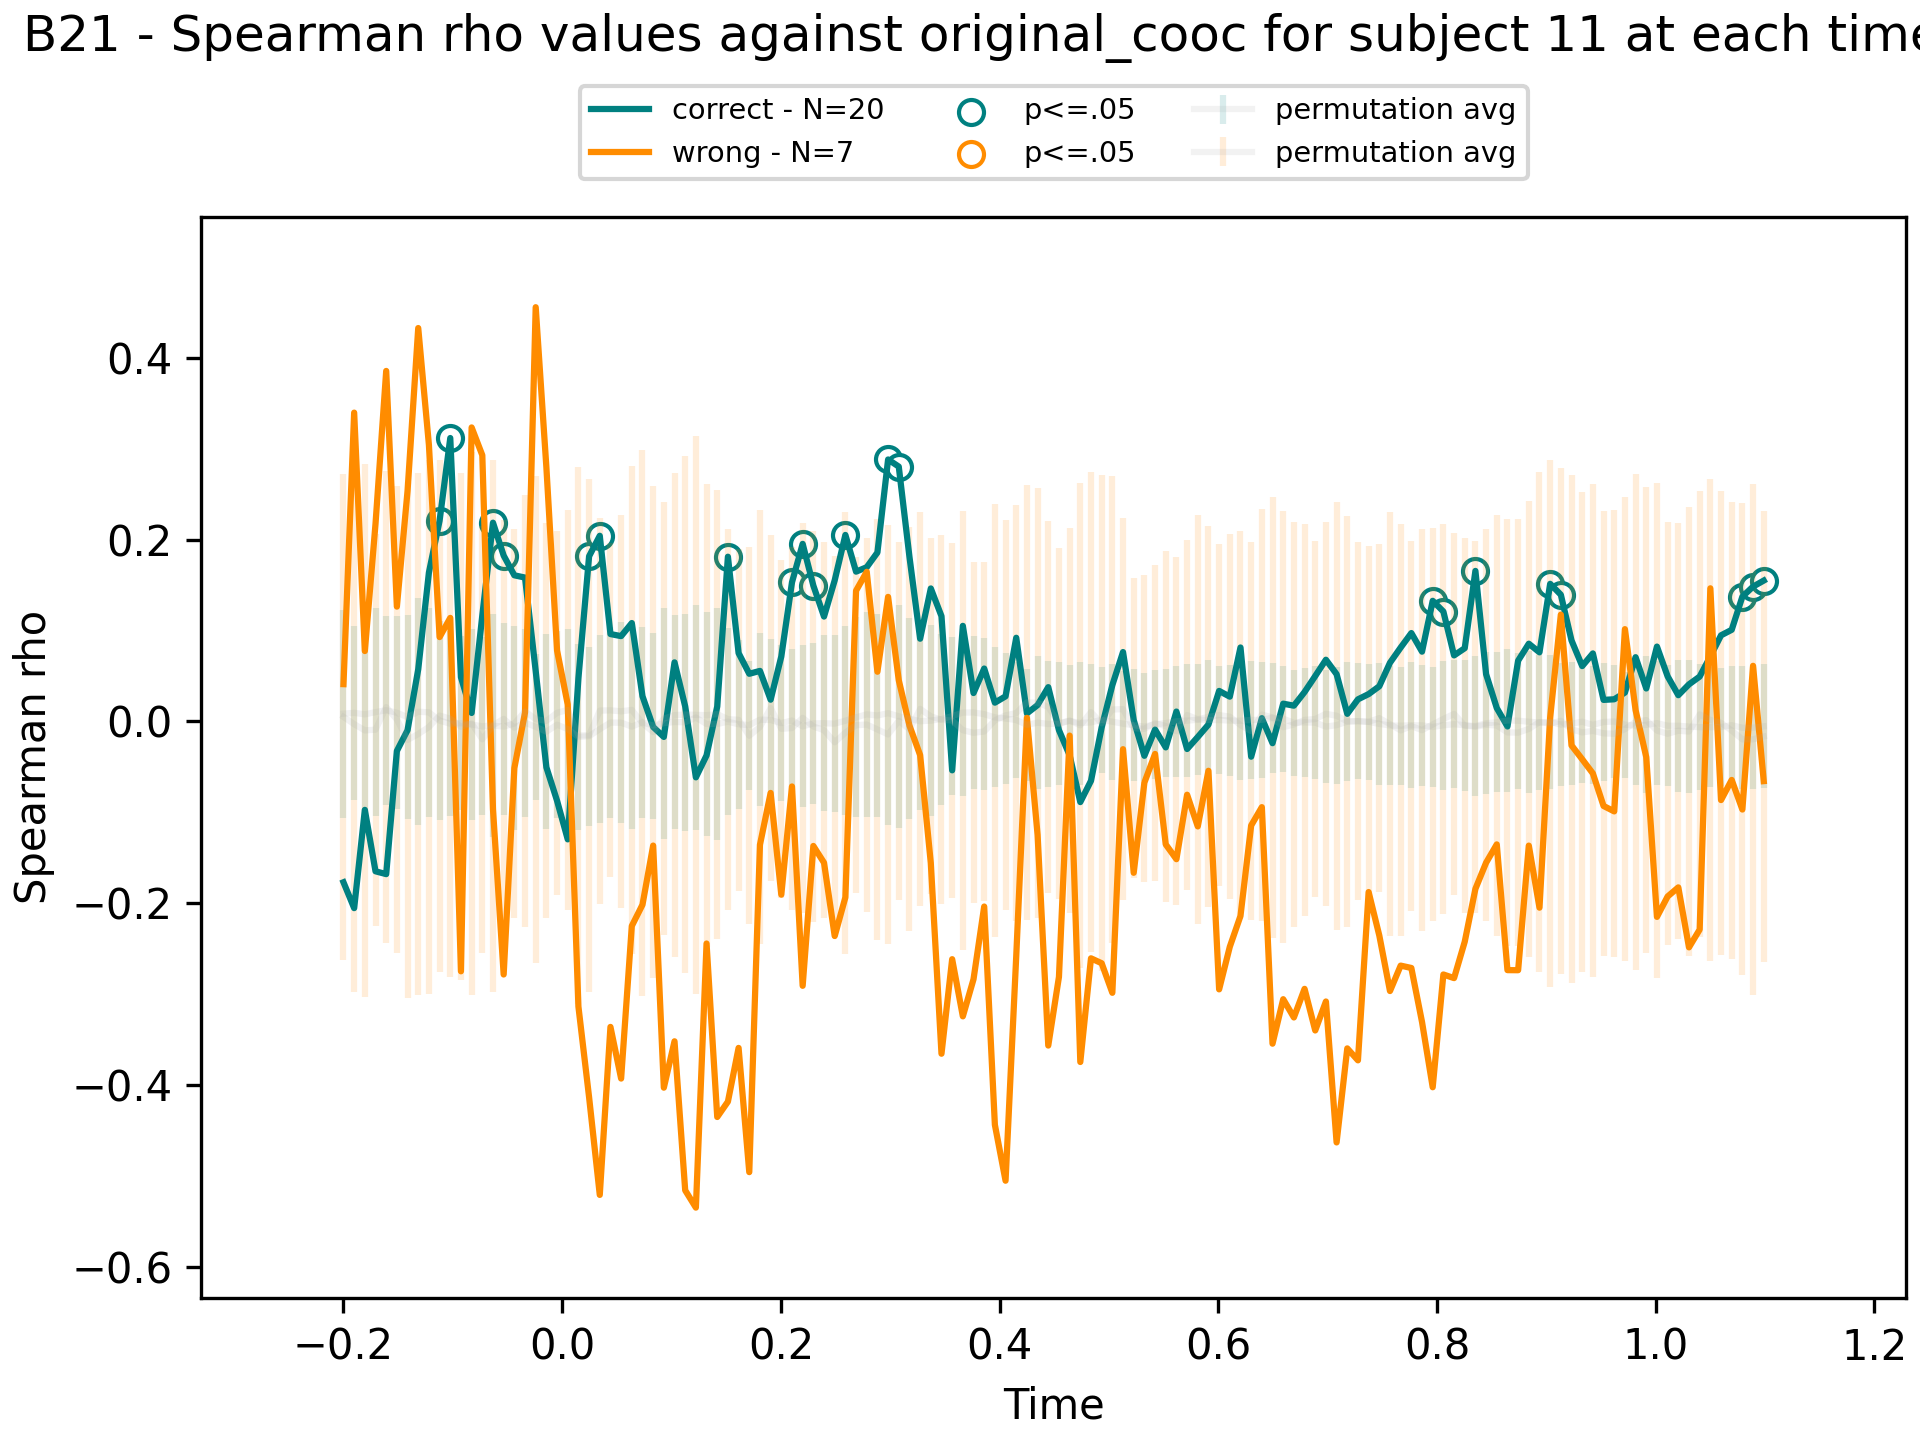 B21 - Spearman rho values against original_cooc for subject 11 at each time
correct - N=20
wrong - N=7
p<=.05
p<=.05
permutation avg
permutation avg
Spearman rho
0.4
0.2
0.0
−0.2
−0.4
−0.6
−0.2
0.0
0.2
0.4
0.6
0.8
1.0
1.2
Time